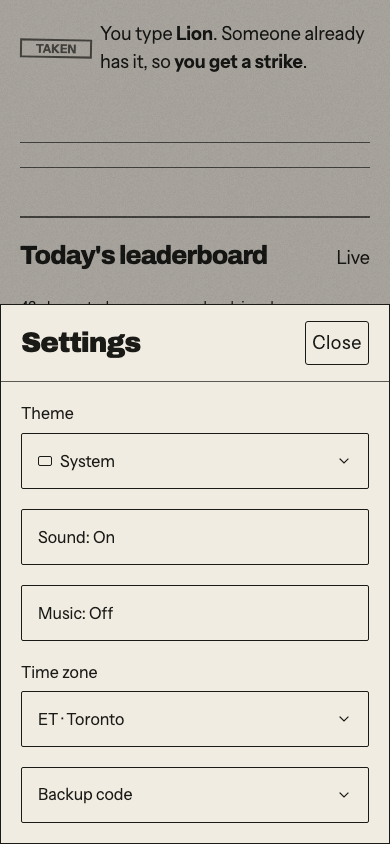 TAKEN
You type Lion. Someone already
has it, so you get a strike.
Today's leaderboard
Live
Settings
Close
Theme
System
Sound: On
Music: Off
Time zone
ET · Toronto
Backup code